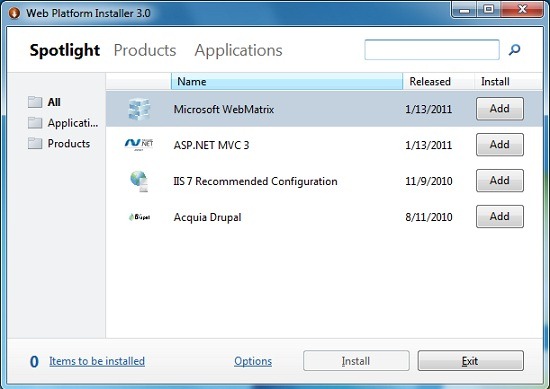 Web Platform Installer 3.0
Spotlight Products Applications
Name Released Install
All
Applicati...
Products
Microsoft WebMatrix 1/13/2011 Add
NET ASP.NET MVC 3 1/13/2011 Add
IIS 7 Recommended Configuration 11/9/2010 Add
Acquia Drupal 8/11/2010 Add
0 Items to be installed Options Install Exit